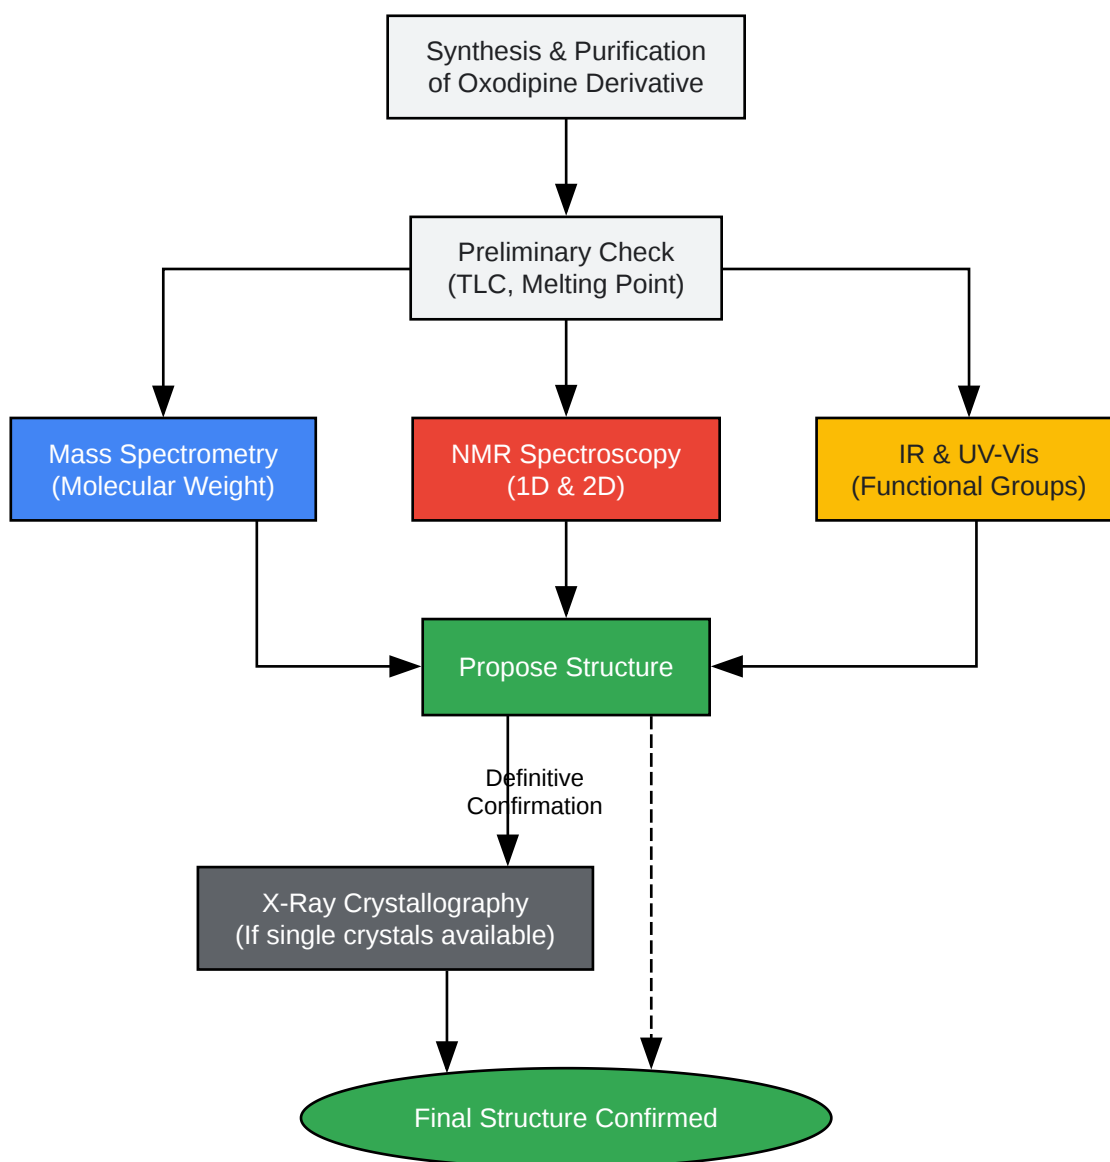 Synthesis & Purification
of Oxodipine Derivative
Preliminary Check
(TLC, Melting Point)
Mass Spectrometry
(Molecular Weight)
NMR Spectroscopy
(1D & 2D)
IR & UV-Vis
(Functional Groups)
Propose Structure
Definitive
Confirmation
X-Ray Crystallography
(If single crystals available)
Final Structure Confirmed